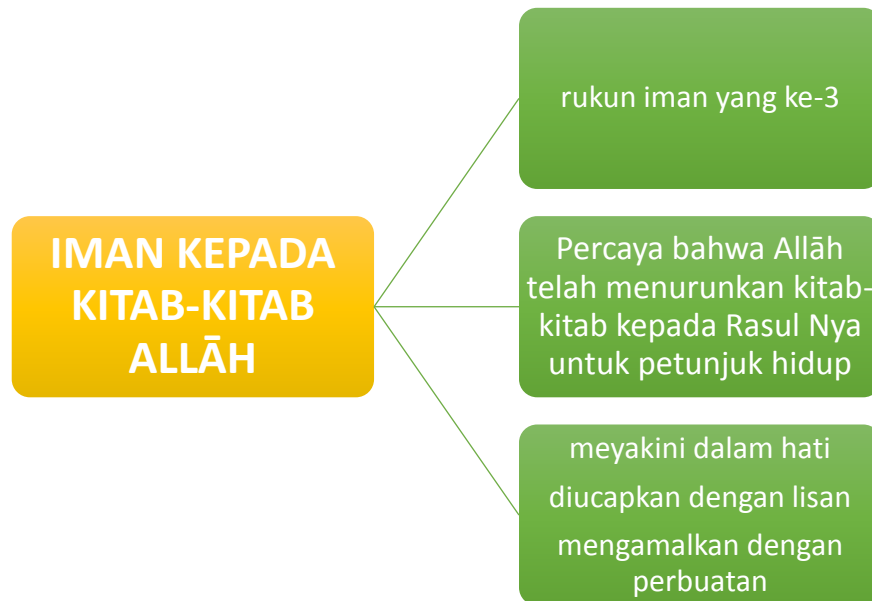 IMAN KEPADA
KITAB-KITAB
ALLĀH
rukun iman yang ke-3
Percaya bahwa Allāh
telah menurunkan kitab-
kitab kepada Rasul Nya
untuk petunjuk hidup
meyakini dalam hati
diucapkan dengan lisan
mengamalkan dengan
perbuatan